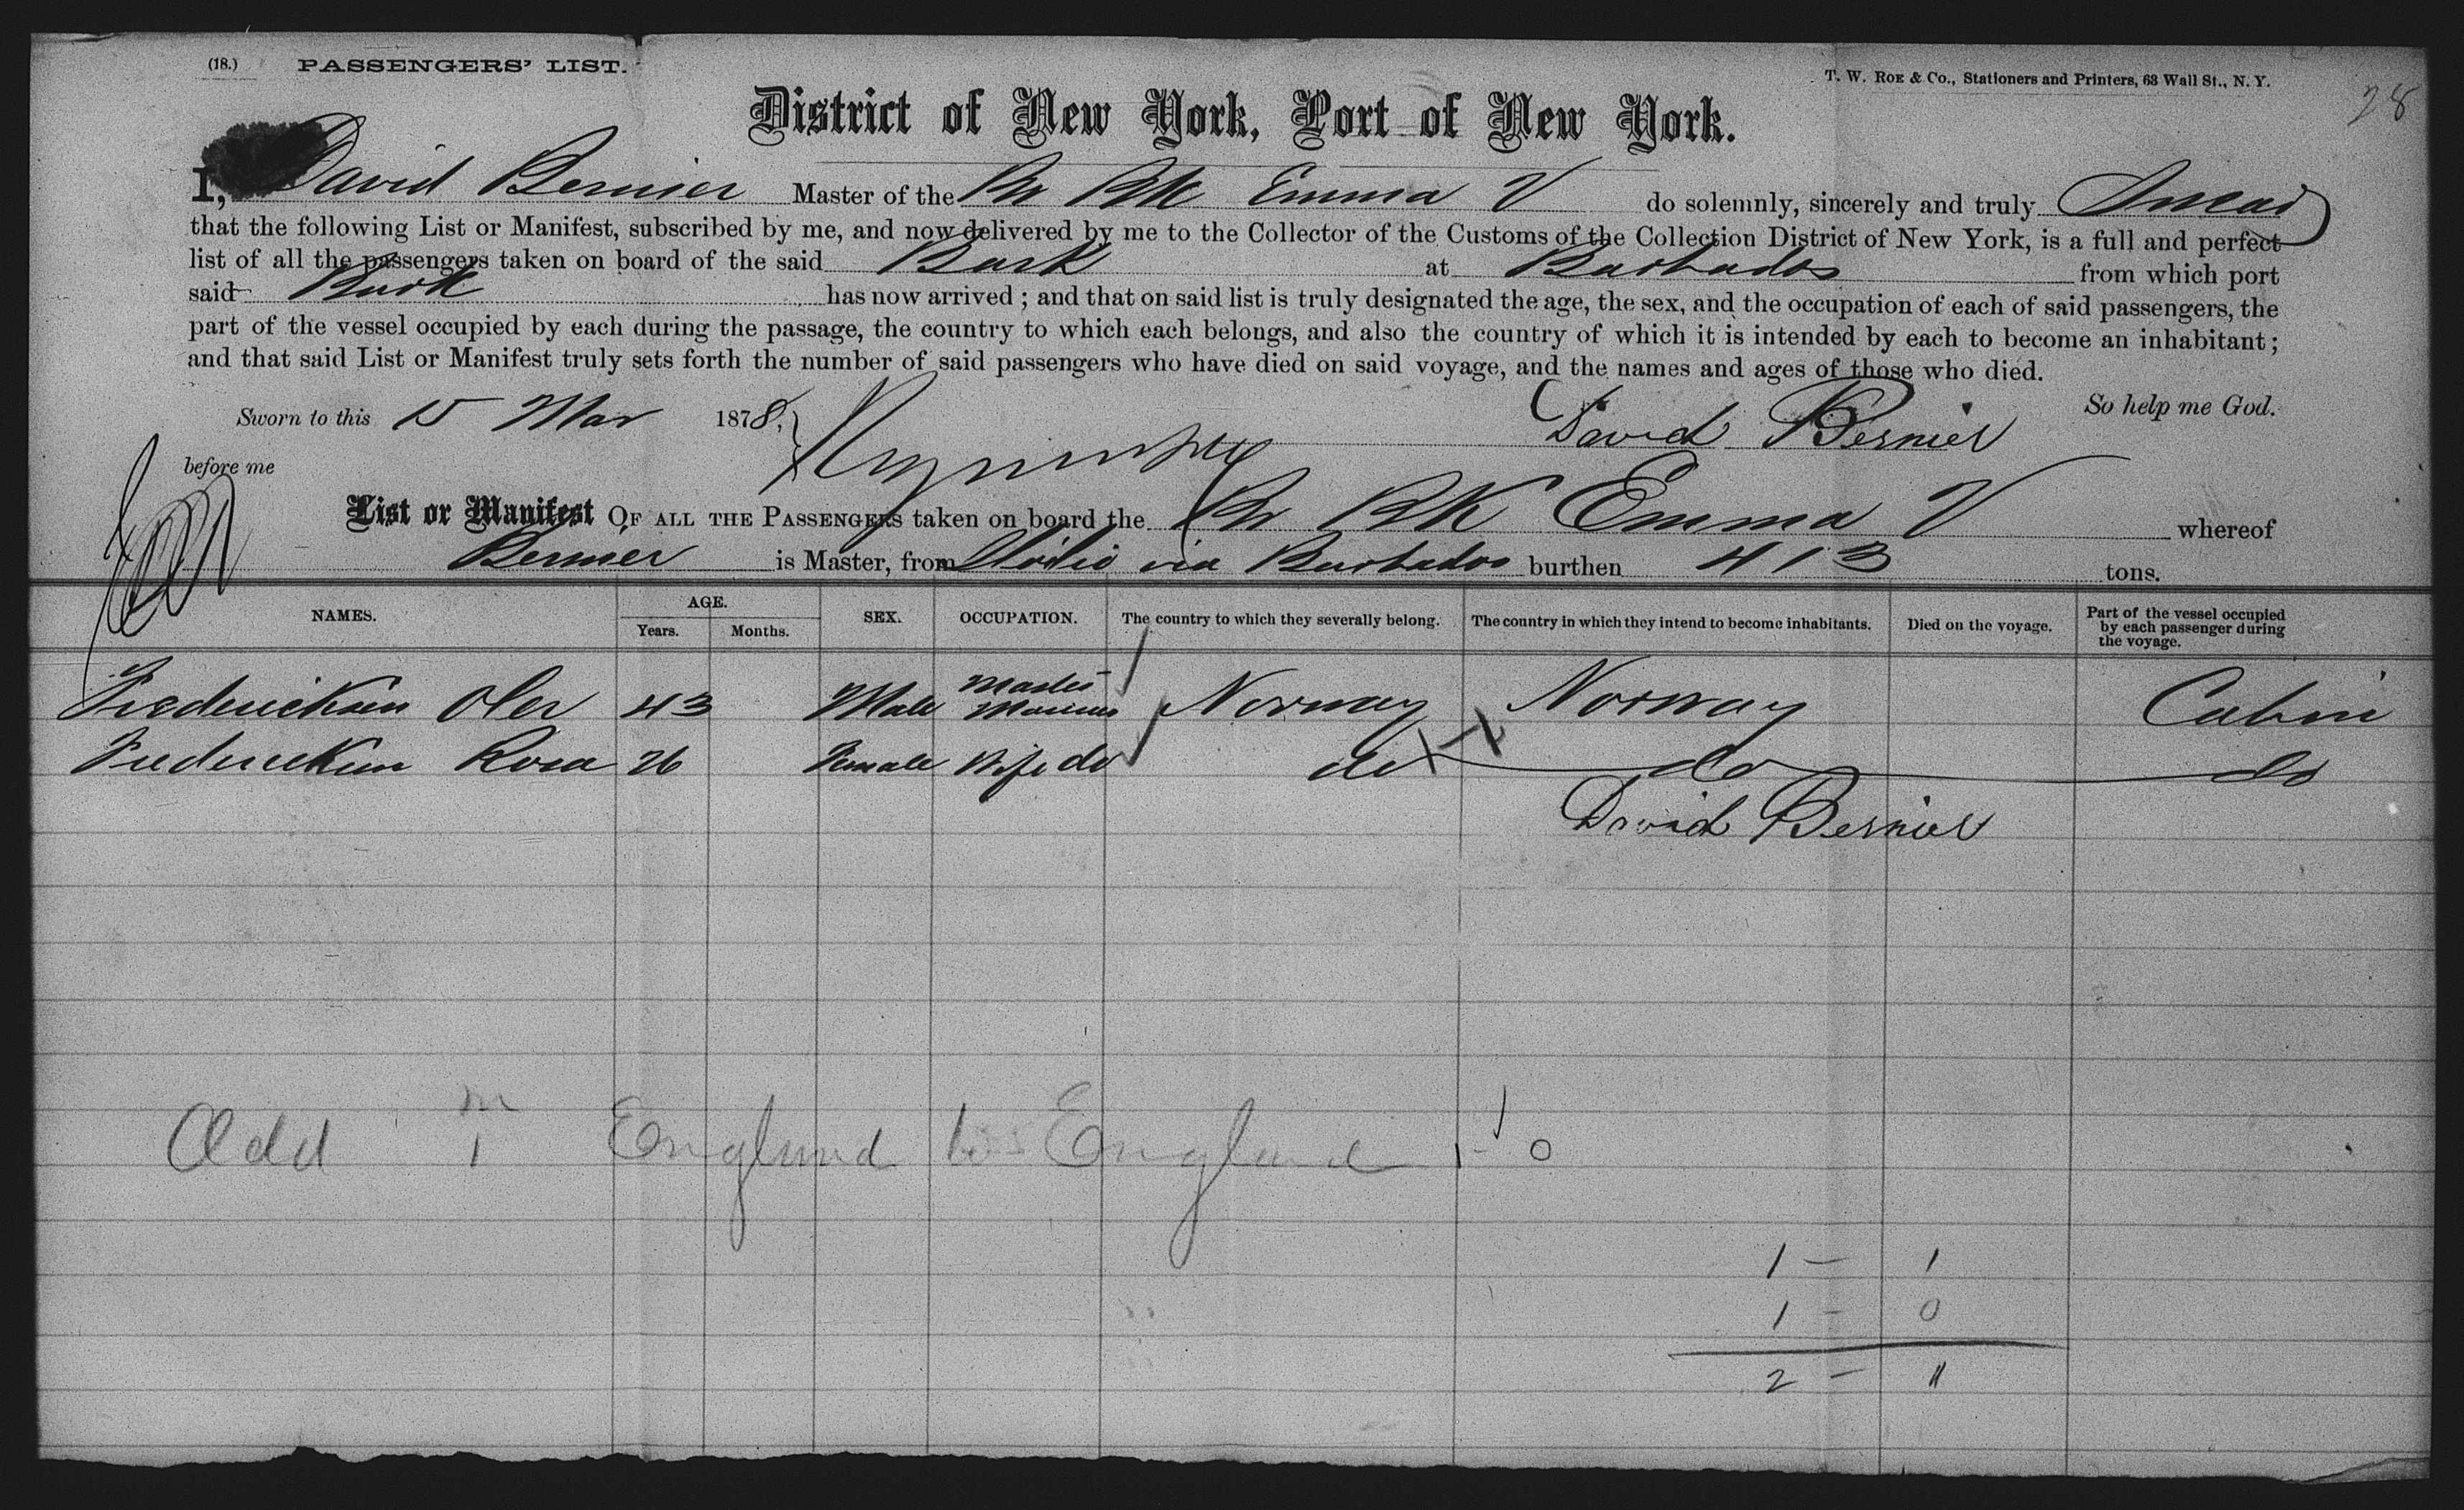 (18.) PASSENGERS' LIST.
T. W. ROE & Co., Stationers and Printers, 63 Wall St., N. Y.
28
District of New York, Port of New York.
I, David Bernier Master of the Br Bk Emma V do solemnly, sincerely and truly Swear
that the following List or Manifest, subscribed by me, and now delivered by me to the Collector of the Customs of the Collection District of New York, is a full and perfect
list of all the passengers taken on board of the said Bark at Barbados from which port
said Bark has now arrived ; and that on said list is truly designated the age, the sex, and the occupation of each of said passengers, the
part of the vessel occupied by each during the passage, the country to which each belongs, and also the country of which it is intended by each to become an inhabitant ;
and that said List or Manifest truly sets forth the number of said passengers who have died on said voyage, and the names and ages of those who died.
Sworn to this 15 Mar 1878, David Bernier So help me God.
before me
List or Manifest OF ALL THE PASSENGERS taken on board the Br Bk Emma V whereof
Bernier is Master, from via Barbados burthen 413 tons.
NAMES. AGE. Years. Months. SEX. OCCUPATION. The country to which they severally belong. The country in which they intend to become inhabitants. Died on the voyage. Part of the vessel occupied by each passenger during the voyage.
Frederiksen Oler 43 Male Master Mariner Norway Norway Cabin
Frederiksen Rosa 26 Female Wife do do do do
David Bernier
Add m 1 England to England 1 - 0
1 - 1
1 - 0
2 - 1